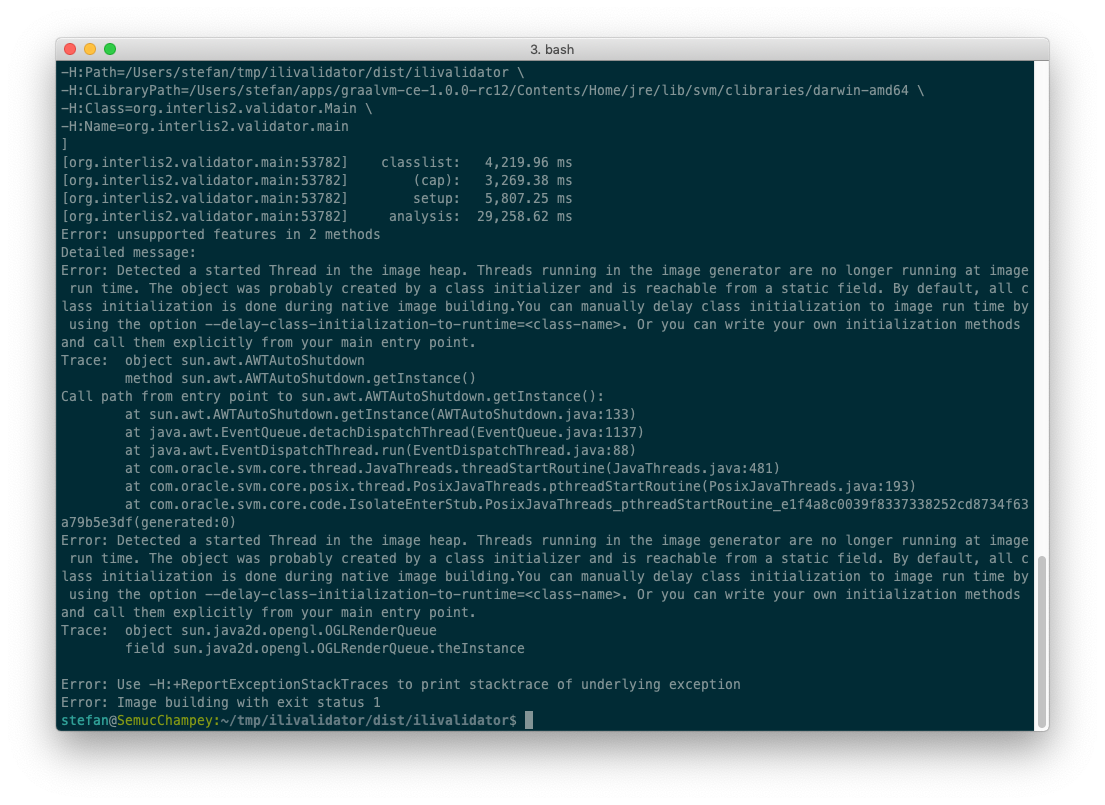 3. bash
-H:Path=/Users/stefan/tmp/ilivalidator/dist/ilivalidator \
-H:CLibraryPath=/Users/stefan/apps/graalvm-ce-1.0.0-rc12/Contents/Home/jre/lib/svm/clibraries/darwin-amd64 \
-H:Class=org.interlis2.validator.Main \
-H:Name=org.interlis2.validator.main
]
[org.interlis2.validator.main:53782]    classlist:   4,219.96 ms
[org.interlis2.validator.main:53782]        (cap):   3,269.38 ms
[org.interlis2.validator.main:53782]        setup:   5,807.25 ms
[org.interlis2.validator.main:53782]     analysis:  29,258.62 ms
Error: unsupported features in 2 methods
Detailed message:
Error: Detected a started Thread in the image heap. Threads running in the image generator are no longer running at image
 run time. The object was probably created by a class initializer and is reachable from a static field. By default, all c
lass initialization is done during native image building.You can manually delay class initialization to image run time by
 using the option --delay-class-initialization-to-runtime=<class-name>. Or you can write your own initialization methods
and call them explicitly from your main entry point.
Trace:  object sun.awt.AWTAutoShutdown
        method sun.awt.AWTAutoShutdown.getInstance()
Call path from entry point to sun.awt.AWTAutoShutdown.getInstance():
        at sun.awt.AWTAutoShutdown.getInstance(AWTAutoShutdown.java:133)
        at java.awt.EventQueue.detachDispatchThread(EventQueue.java:1137)
        at java.awt.EventDispatchThread.run(EventDispatchThread.java:88)
        at com.oracle.svm.core.thread.JavaThreads.threadStartRoutine(JavaThreads.java:481)
        at com.oracle.svm.core.posix.thread.PosixJavaThreads.pthreadStartRoutine(PosixJavaThreads.java:193)
        at com.oracle.svm.core.code.IsolateEnterStub.PosixJavaThreads_pthreadStartRoutine_e1f4a8c0039f8337338252cd8734f63
a79b5e3df(generated:0)
Error: Detected a started Thread in the image heap. Threads running in the image generator are no longer running at image
 run time. The object was probably created by a class initializer and is reachable from a static field. By default, all c
lass initialization is done during native image building.You can manually delay class initialization to image run time by
 using the option --delay-class-initialization-to-runtime=<class-name>. Or you can write your own initialization methods
and call them explicitly from your main entry point.
Trace:  object sun.java2d.opengl.OGLRenderQueue
        field sun.java2d.opengl.OGLRenderQueue.theInstance

Error: Use -H:+ReportExceptionStackTraces to print stacktrace of underlying exception
Error: Image building with exit status 1
stefan@SemucChampey:~/tmp/ilivalidator/dist/ilivalidator$